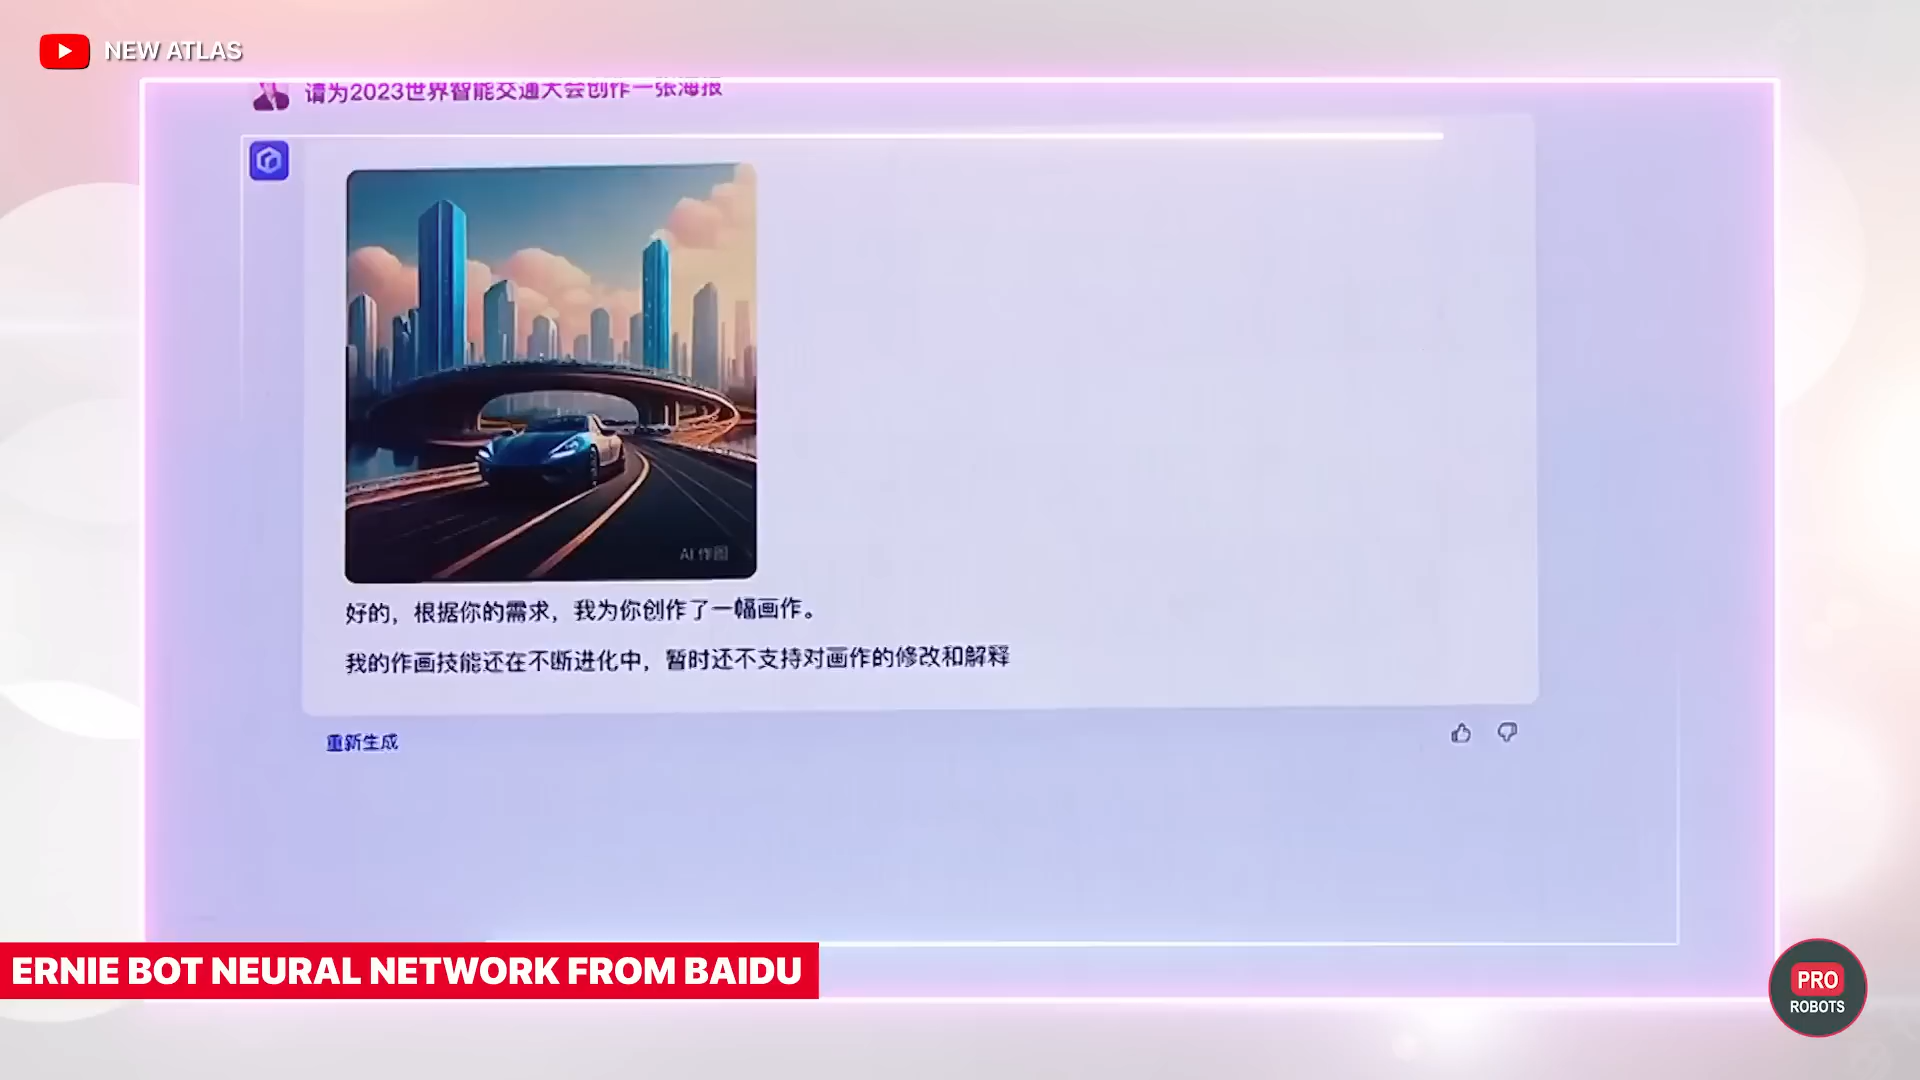 NEW ATLAS
请为2023世界智能交通大会创作一张海报
AI 作图
好的，根据你的需求，我为你创作了一幅画作。
我的作画技能还在不断进化中，暂时还不支持对画作的修改和解释
重新生成
ERNIE BOT NEURAL NETWORK FROM BAIDU
PRO
ROBOTS